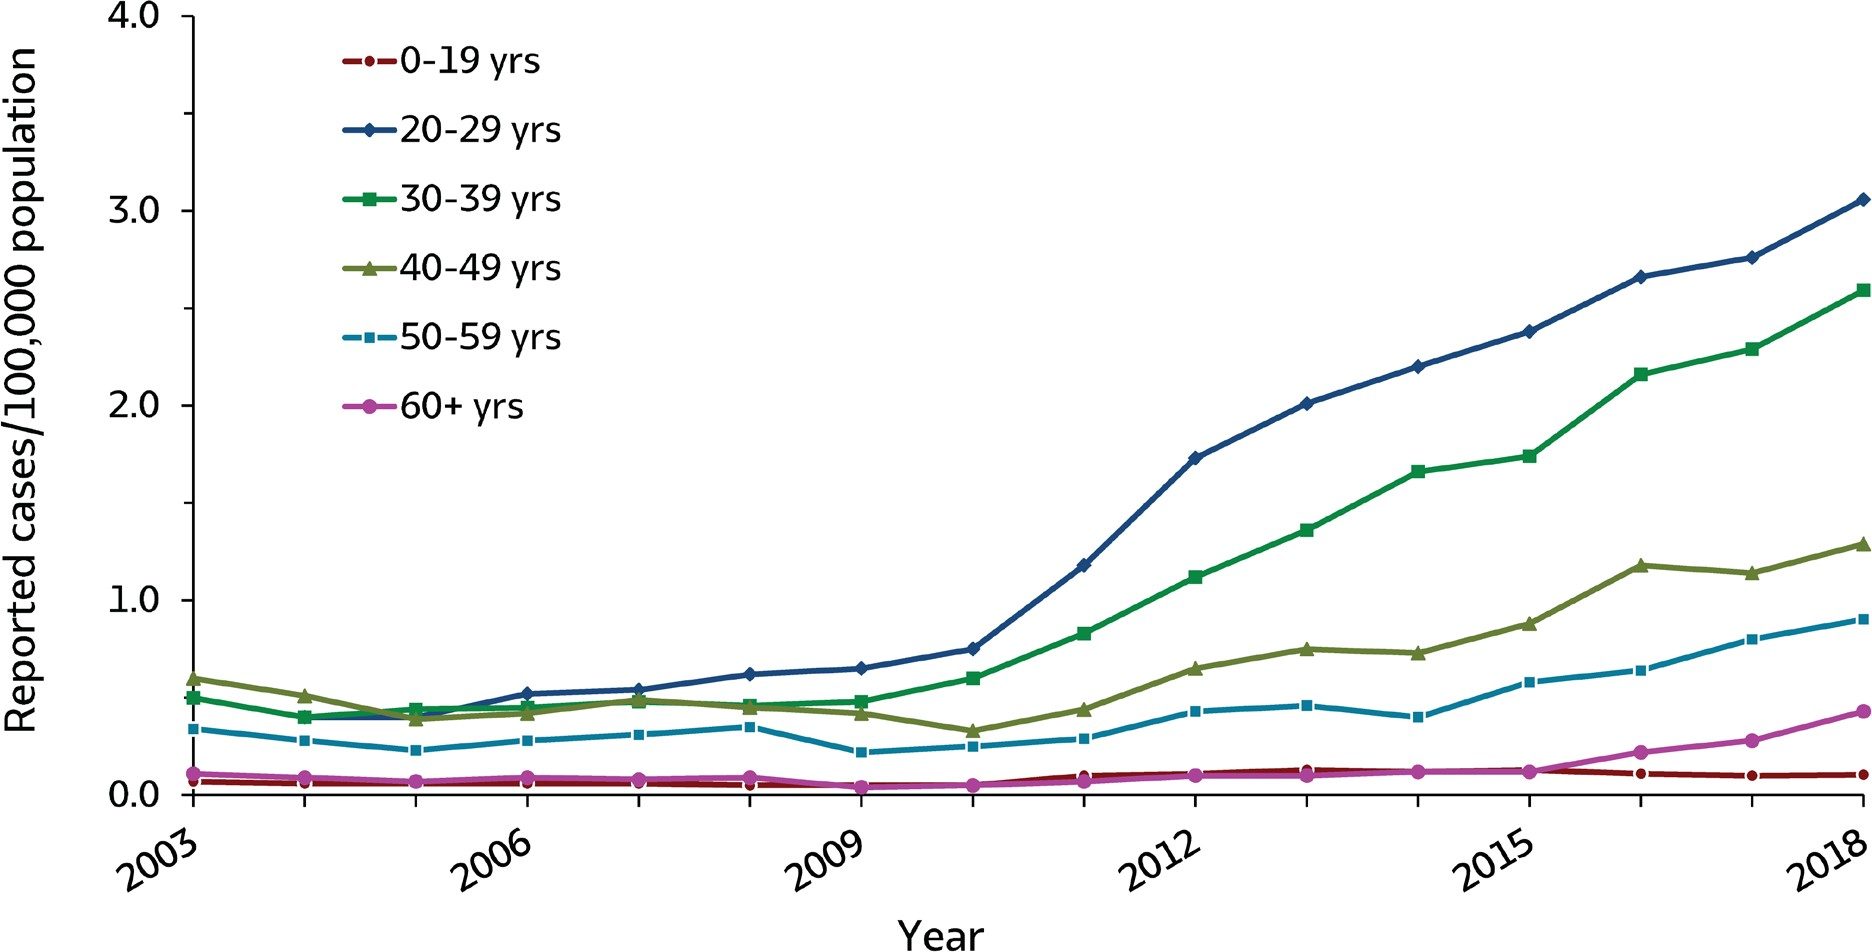 Reported cases/100,000 population
4.0
3.0
2.0
1.0
0.0
0-19 yrs
20-29 yrs
30-39 yrs
40-49 yrs
50-59 yrs
60+ yrs
2003
2006
2009
2012
2015
2018
Year